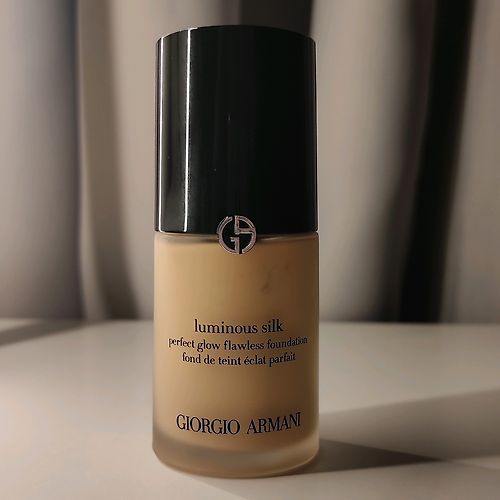 luminous silk
perfect glow flawless foundation
fond de teint éclat parfait
GIORGIO ARMANI